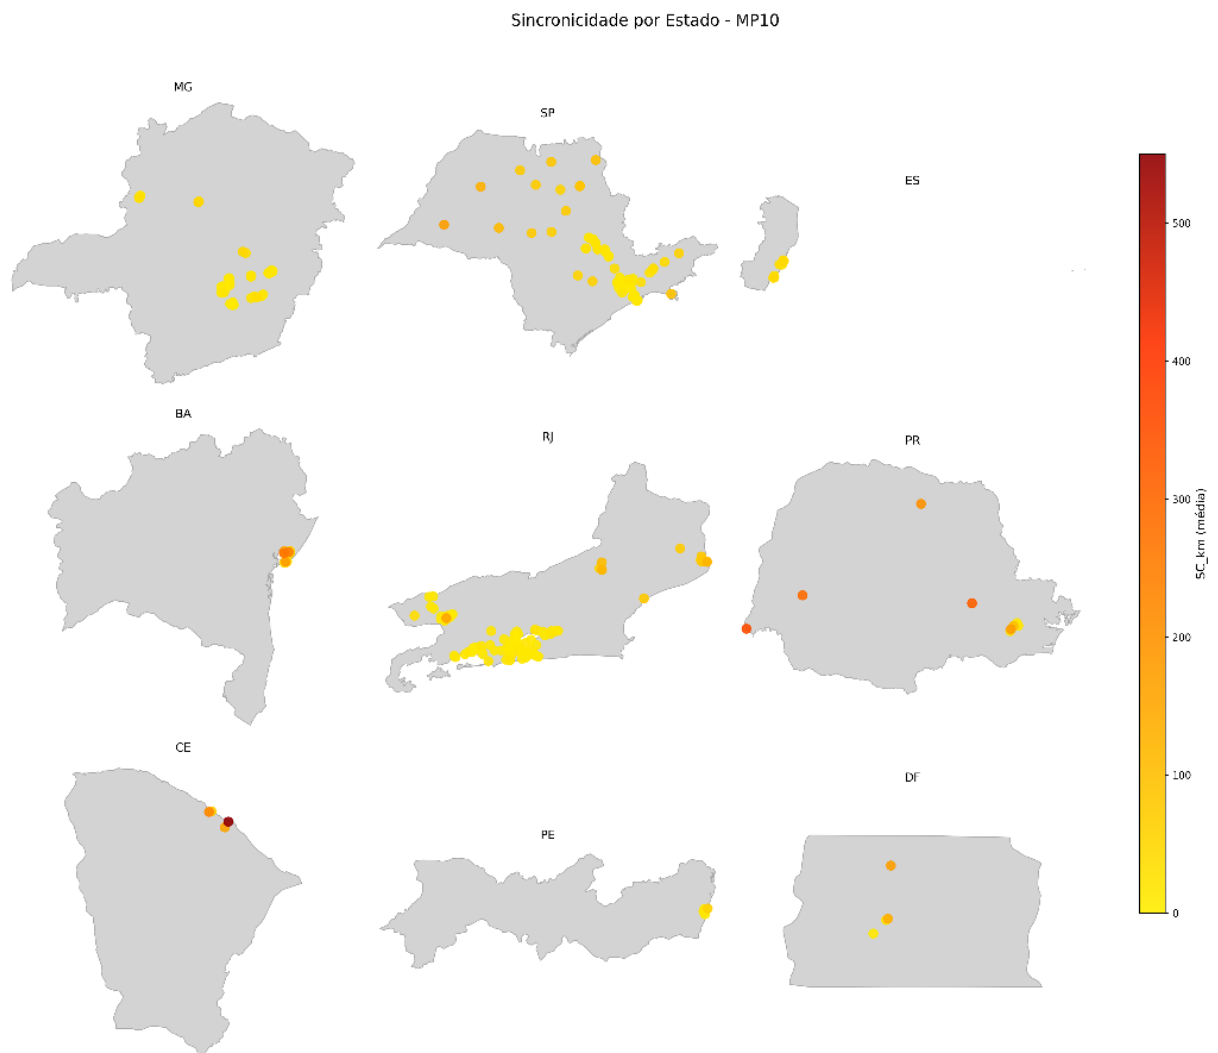 Sincronicidade por Estado - MP10
MG
SP
ES
BA
RJ
PR
CE
PE
DF
500
400
300
200
100
0
SC_km (média)